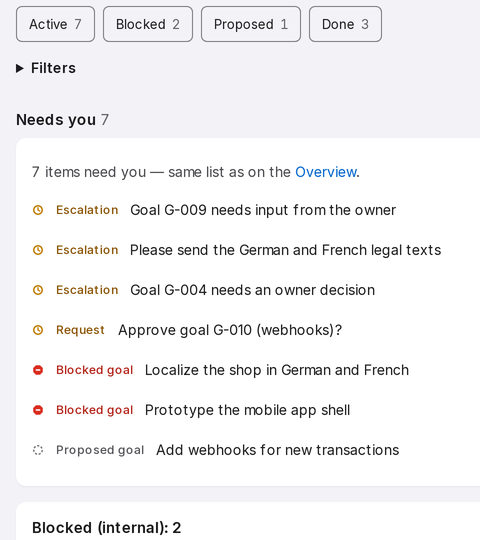 Active 7 Blocked 2 Proposed 1 Done 3
Filters
Needs you 7
7 items need you — same list as on the Overview.
Escalation Goal G-009 needs input from the owner
Escalation Please send the German and French legal texts
Escalation Goal G-004 needs an owner decision
Request Approve goal G-010 (webhooks)?
Blocked goal Localize the shop in German and French
Blocked goal Prototype the mobile app shell
Proposed goal Add webhooks for new transactions
Blocked (internal): 2